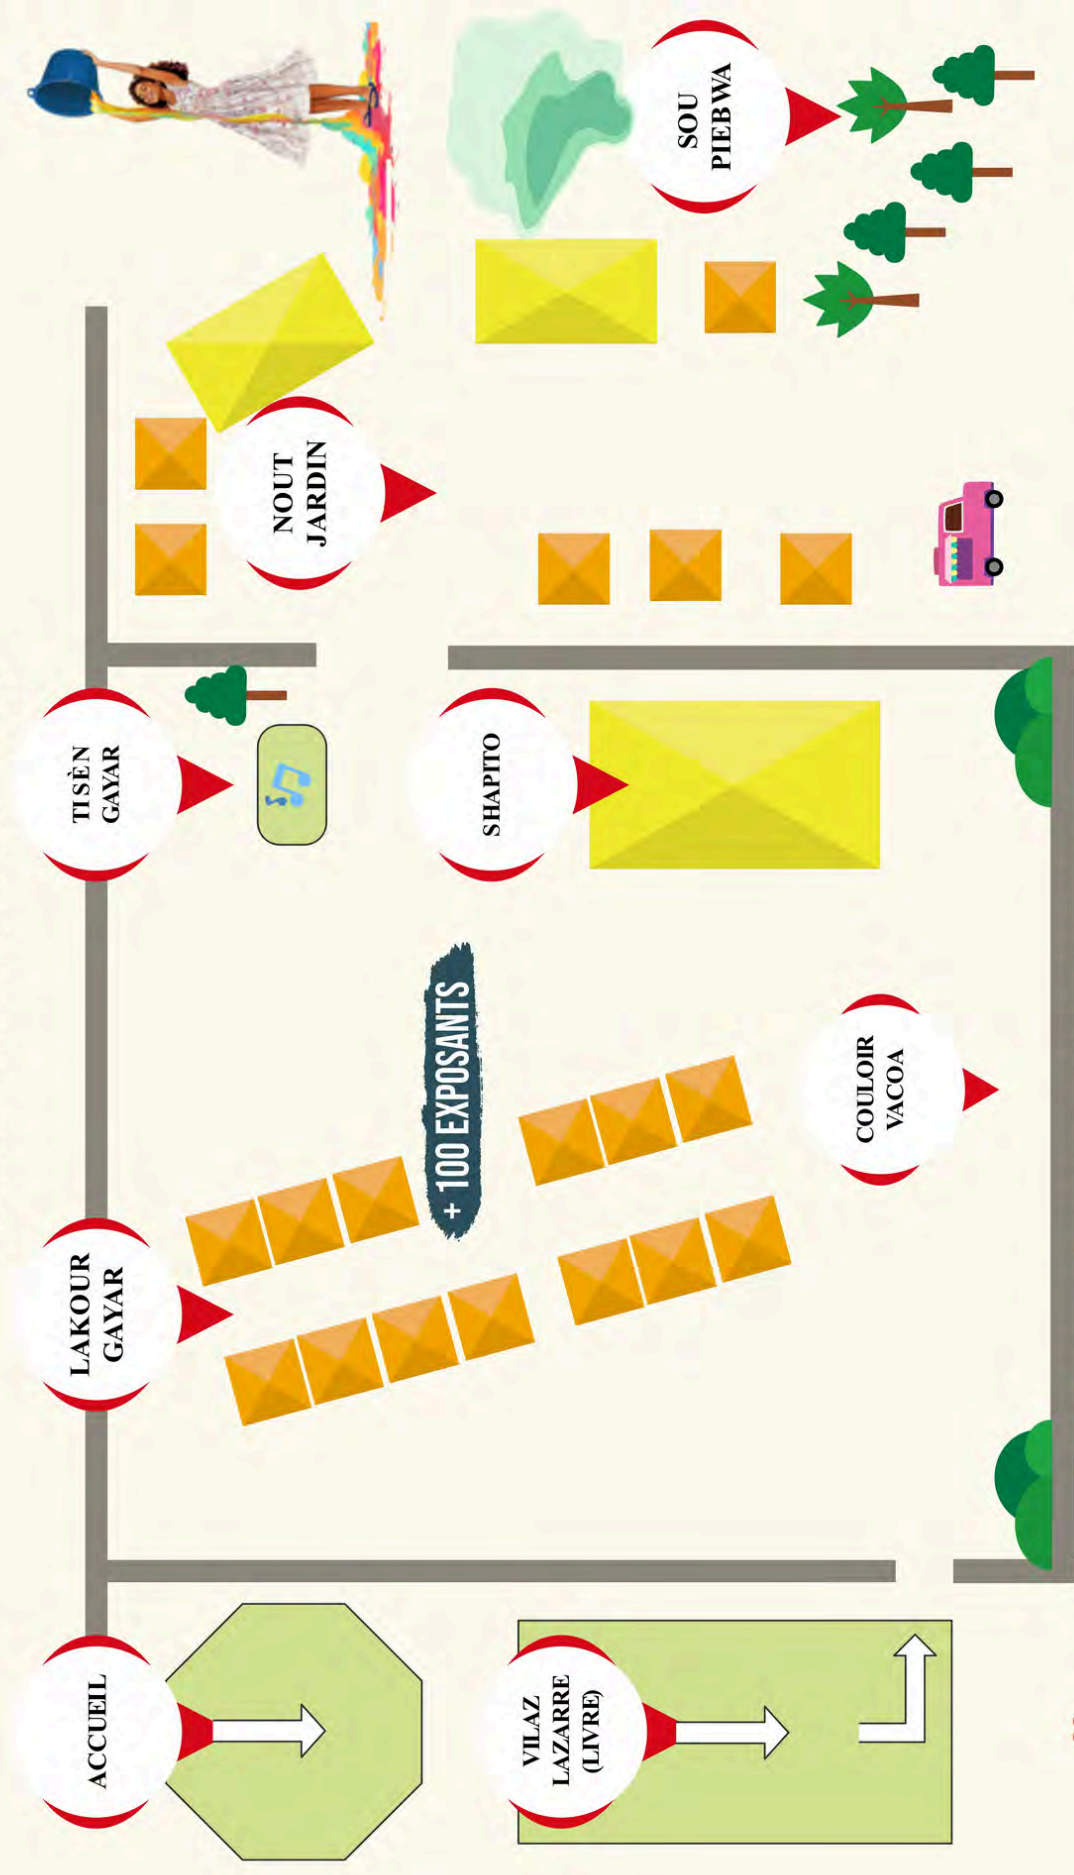 ACCUEIL
VILAZ
LAZARRE
(LIVRE)
LAKOUR
GAYAR
+ 100 EXPOSANTS
COULOIR
VACOA
TISÈN
GAYAR
SHAPITO
NOUT
JARDIN
SOU
PIEBWA